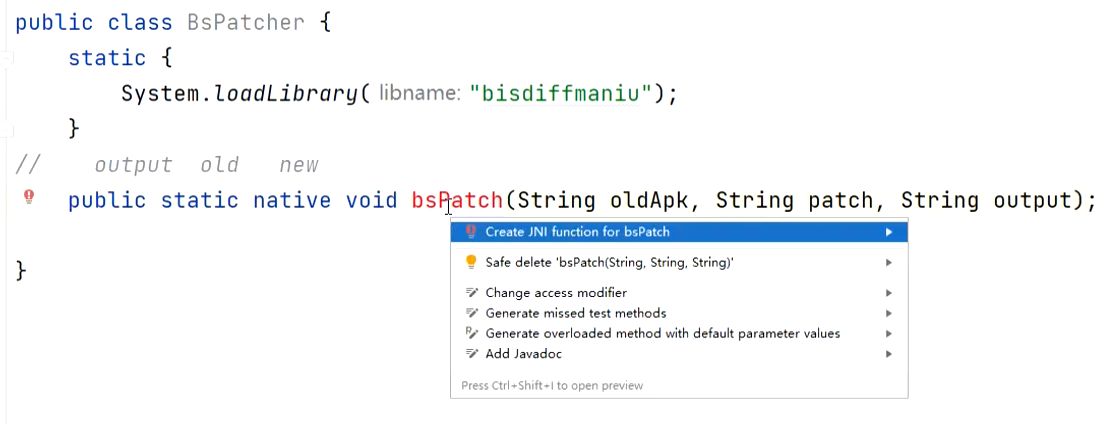 public class BsPatcher {
static {
System.loadLibrary( libname: "bisdiffmaniu");
}
// output old new
public static native void bsPatch(String oldApk, String patch, String output);
Create JNI function for bsPatch
Safe delete 'bsPatch(String, String, String)'
}
Change access modifier
Generate missed test methods
Generate overloaded method with default parameter values
Add Javadoc
Press Ctrl+Shift+I to open preview